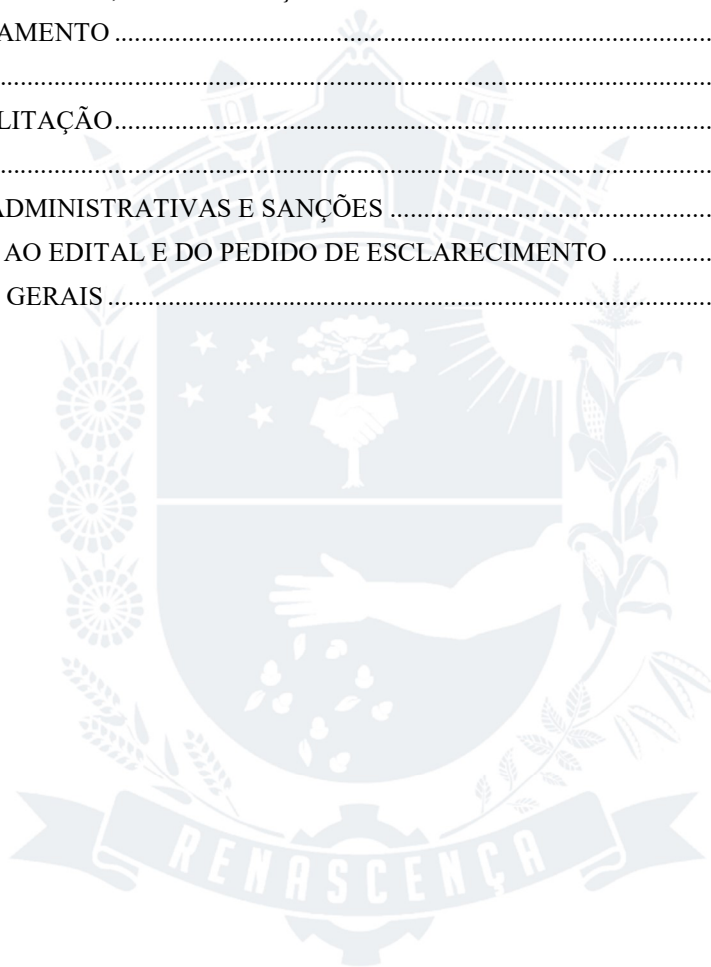 AMENTO ................................................................................................
................................................................................................
LITAÇÃO................................................................................................
................................................................................................
ADMINISTRATIVAS E SANÇÕES ................................................
AO EDITAL E DO PEDIDO DE ESCLARECIMENTO ...............
GERAIS ................................................................................................
RENASCENÇA